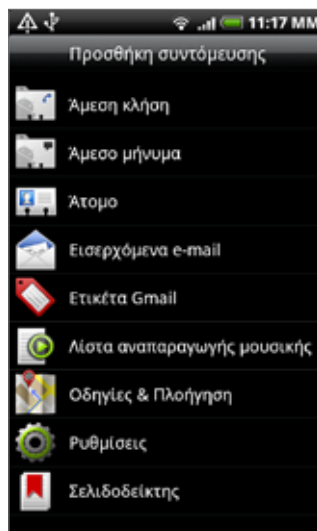 11:17 ΜΜ
Προσθήκη συντόμευσης
Άμεση κλήση
Άμεσο μήνυμα
Άτομο
Εισερχόμενα e-mail
Ετικέτα Gmail
Λίστα αναπαραγωγής μουσικής
Οδηγίες & Πλοήγηση
Ρυθμίσεις
Σελιδοδείκτης